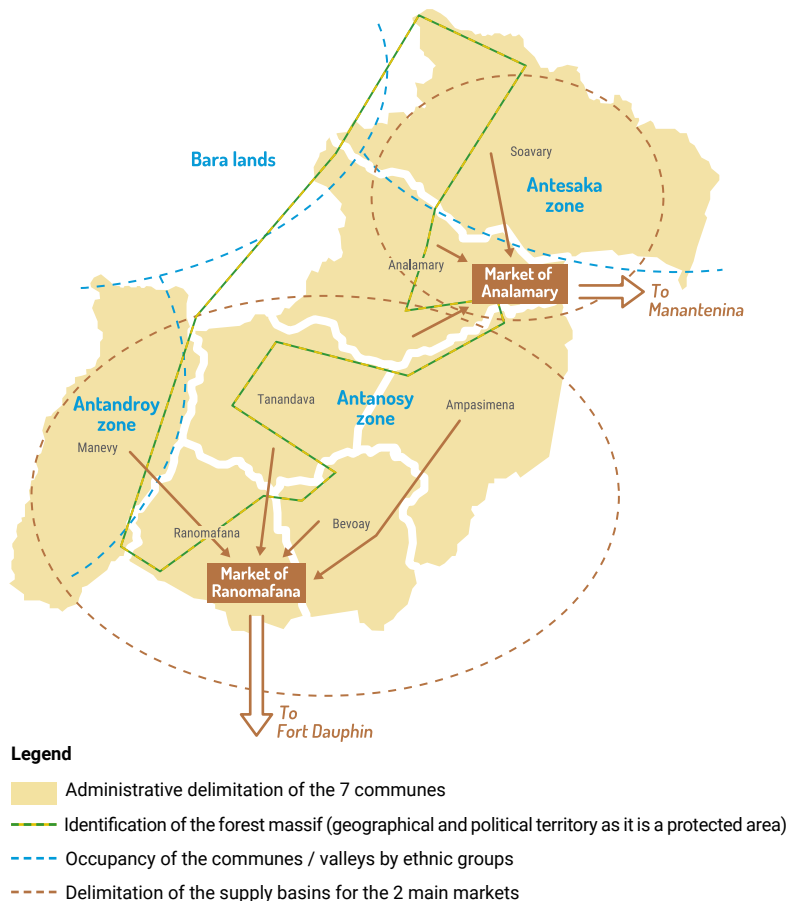 Bara lands
Soavary
Antesaka
zone
Analamary
Market of
Analamary
To
Manantenina
Antandroy
zone
Manevy
Tanandava
Antanosy
zone
Ampasimena
Ranomafana
Bevoay
Market of
Ranomafana
To
Fort Dauphin
Legend
Administrative delimitation of the 7 communes
Identification of the forest massif (geographical and political territory as it is a protected area)
Occupancy of the communes / valleys by ethnic groups
Delimitation of the supply basins for the 2 main markets